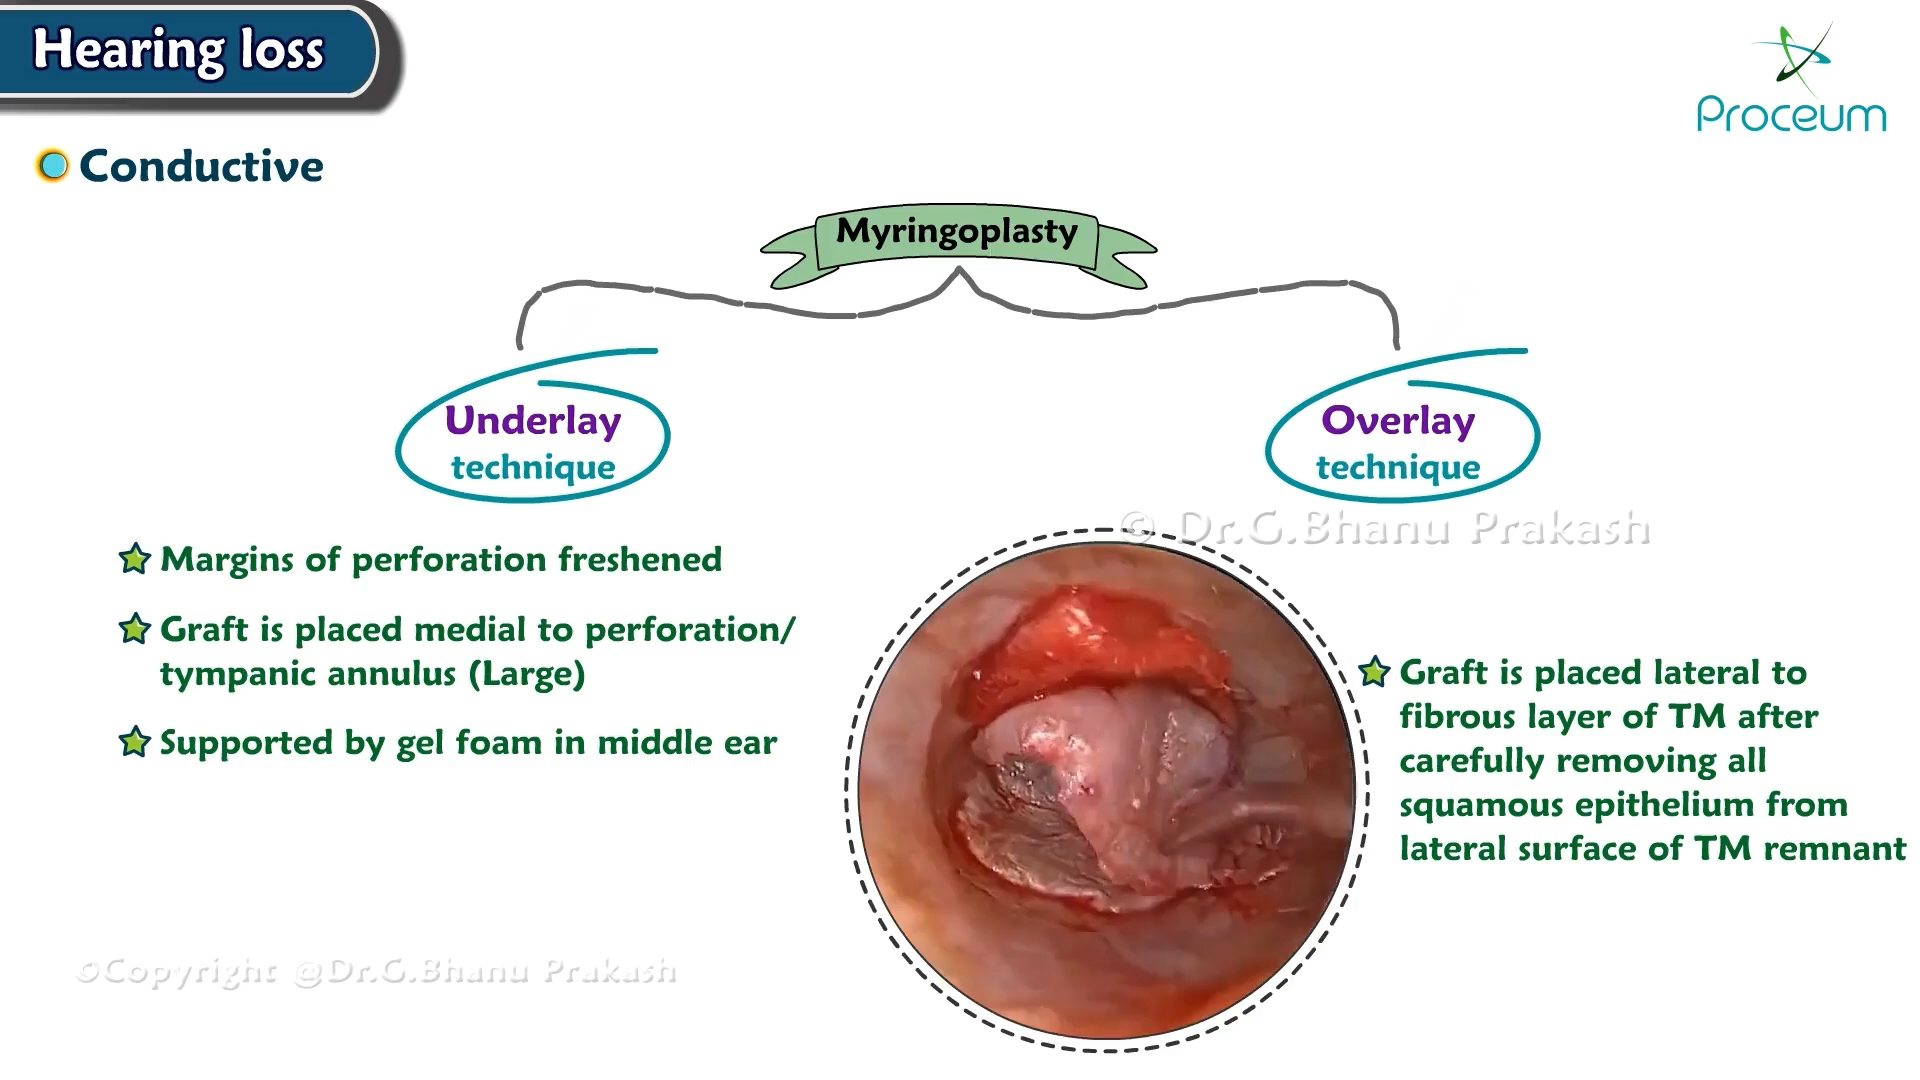 Hearing loss
Proceum
Conductive
Myringoplasty
Underlay
technique
Margins of perforation freshened
Graft is placed medial to perforation/
tympanic annulus (Large)
Supported by gel foam in middle ear
Overlay
technique
© Dr.G.Bhanu Prakash
Graft is placed lateral to
fibrous layer of TM after
carefully removing all
squamous epithelium from
lateral surface of TM remnant
©Copyright @Dr.G.Bhanu Prakash